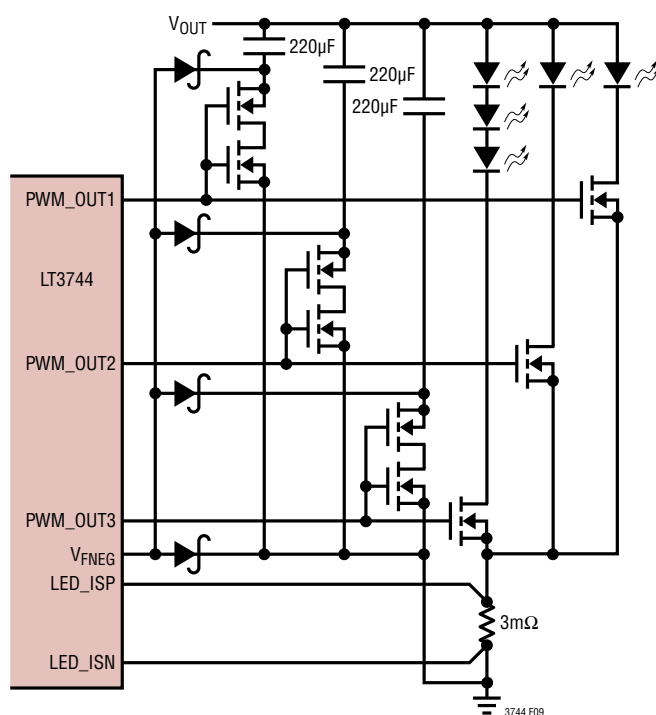 VOUT
220µF
220µF
220µF
PWM_OUT1
LT3744
PWM_OUT2
PWM_OUT3
VFNEG
LED_ISP
3mΩ
LED_ISN
3744 F09